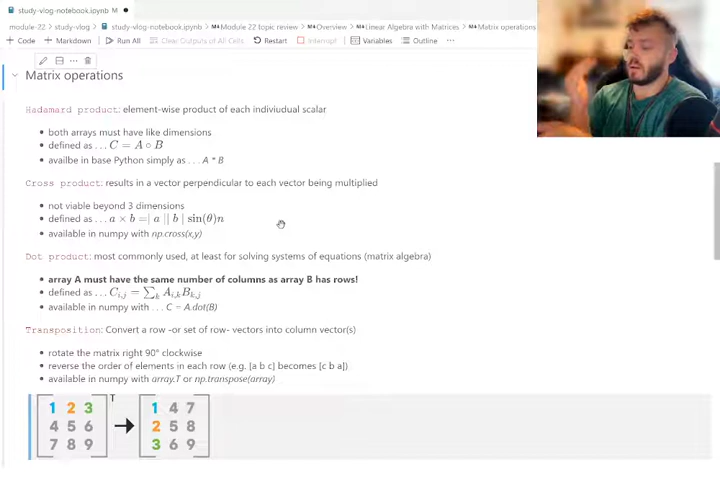 study-vlog-notebook.ipynb M ●
module-22 > study-vlog > study-vlog-notebook.ipynb > M↓Module 22 topic review > M↓Overview > M↓Linear Algebra with Matrices > M↓Matrix operations
+ Code + Markdown Run All Clear Outputs of All Cells Restart Interrupt Variables Outline ...
Matrix operations
Hadamard product: element-wise product of each indiviudual scalar
• both arrays must have like dimensions
• defined as . . . C = A ∘ B
• availbe in base Python simply as . . . A * B
Cross product: results in a vector perpendicular to each vector being multiplied
• not viable beyond 3 dimensions
• defined as . . . a × b =| a || b | sin(θ)n
• available in numpy with np.cross(x,y)
Dot product: most commonly used, at least for solving systems of equations (matrix algebra)
• array A must have the same number of columns as array B has rows!
• defined as . . . C_{i,j} = ∑_k A_{i,k}B_{k,j}
• available in numpy with . . . C = A.dot(B)
Transposition: Convert a row -or set of row- vectors into column vector(s)
• rotate the matrix right 90° clockwise
• reverse the order of elements in each row (e.g. [a b c] becomes [c b a])
• available in numpy with array.T or np.transpose(array)
1 2 3 T 1 4 7
4 5 6 → 2 5 8
7 8 9 3 6 9